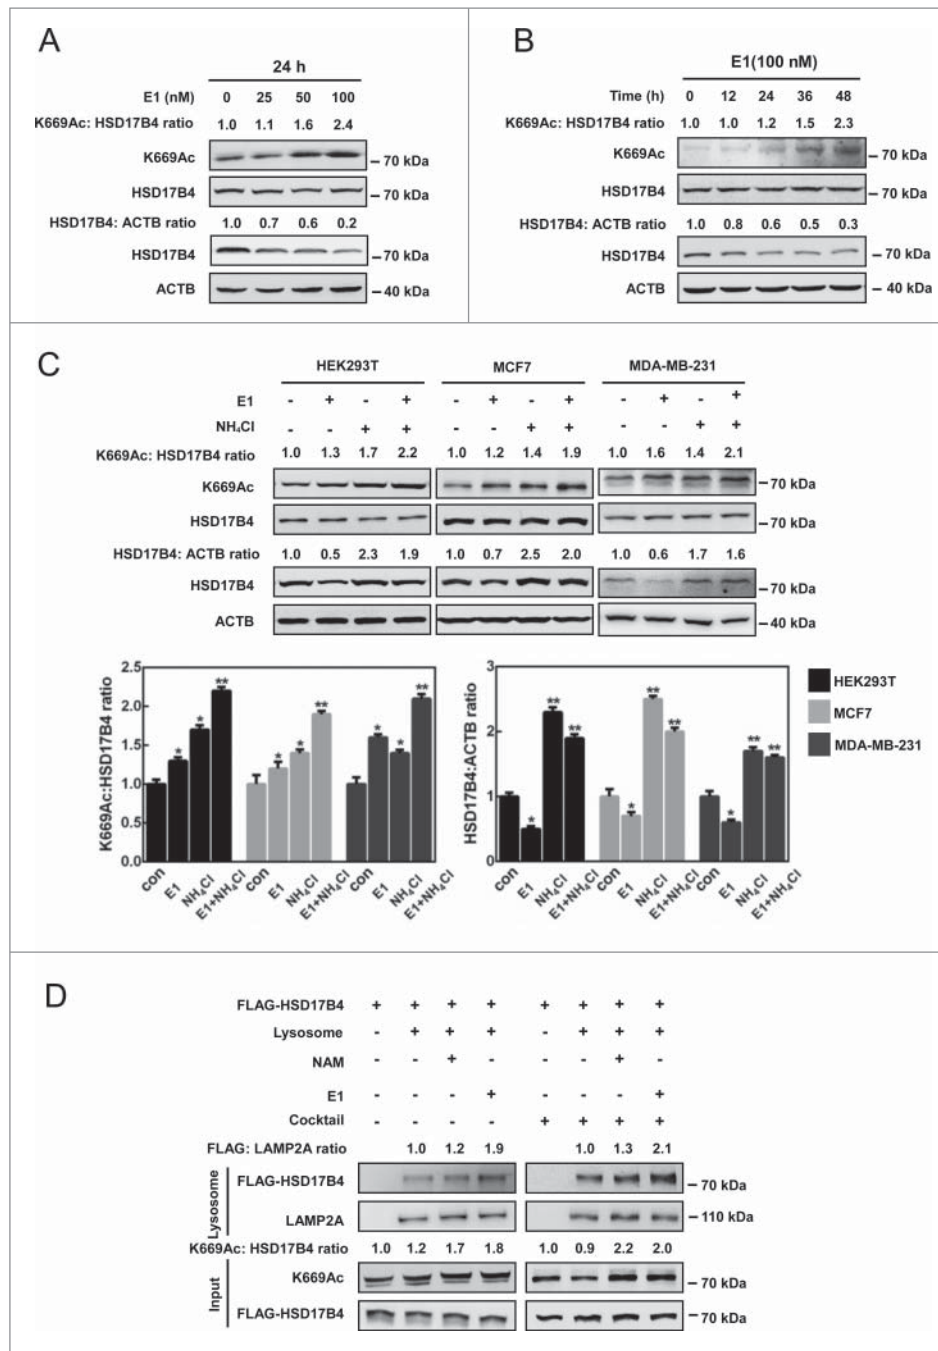 A
24 h
E1 (nM) 0 25 50 100
K669Ac: HSD17B4 ratio 1.0 1.1 1.6 2.4
K669Ac – 70 kDa
HSD17B4 – 70 kDa
HSD17B4: ACTB ratio 1.0 0.7 0.6 0.2
HSD17B4 – 70 kDa
ACTB – 40 kDa
B
E1(100 nM)
Time (h) 0 12 24 36 48
K669Ac: HSD17B4 ratio 1.0 1.0 1.2 1.5 2.3
K669Ac – 70 kDa
HSD17B4 – 70 kDa
HSD17B4: ACTB ratio 1.0 0.8 0.6 0.5 0.3
HSD17B4 – 70 kDa
ACTB – 40 kDa
C
HEK293T MCF7 MDA-MB-231
E1 - + - + - + - + - + - +
NH₄Cl - - + + - - + + - - + +
K669Ac: HSD17B4 ratio 1.0 1.3 1.7 2.2 1.0 1.2 1.4 1.9 1.0 1.6 1.4 2.1
K669Ac – 70 kDa
HSD17B4 – 70 kDa
HSD17B4: ACTB ratio 1.0 0.5 2.3 1.9 1.0 0.7 2.5 2.0 1.0 0.6 1.7 1.6
HSD17B4 – 70 kDa
ACTB – 40 kDa
K669Ac:HSD17B4 ratio
2.5
2.0
1.5
1.0
0.5
0.0
* * ** * * ** * * **
con E1 NH₄Cl E1+NH₄Cl con E1 NH₄Cl E1+NH₄Cl con E1 NH₄Cl E1+NH₄Cl
HSD17B4:ACTB ratio
3
2
1
0
* ** ** * ** ** * ** **
con E1 NH₄Cl E1+NH₄Cl con E1 NH₄Cl E1+NH₄Cl con E1 NH₄Cl E1+NH₄Cl
HEK293T
MCF7
MDA-MB-231
D
FLAG-HSD17B4 + + + + + + + +
Lysosome - + + + - + + +
NAM - - + - - - + -
E1 - - - + - - - +
Cocktail - - - - + + + +
FLAG: LAMP2A ratio 1.0 1.2 1.9 1.0 1.3 2.1
Lysosome
FLAG-HSD17B4 – 70 kDa
LAMP2A – 110 kDa
K669Ac: HSD17B4 ratio 1.0 1.2 1.7 1.8 1.0 0.9 2.2 2.0
Input
K669Ac – 70 kDa
FLAG-HSD17B4 – 70 kDa